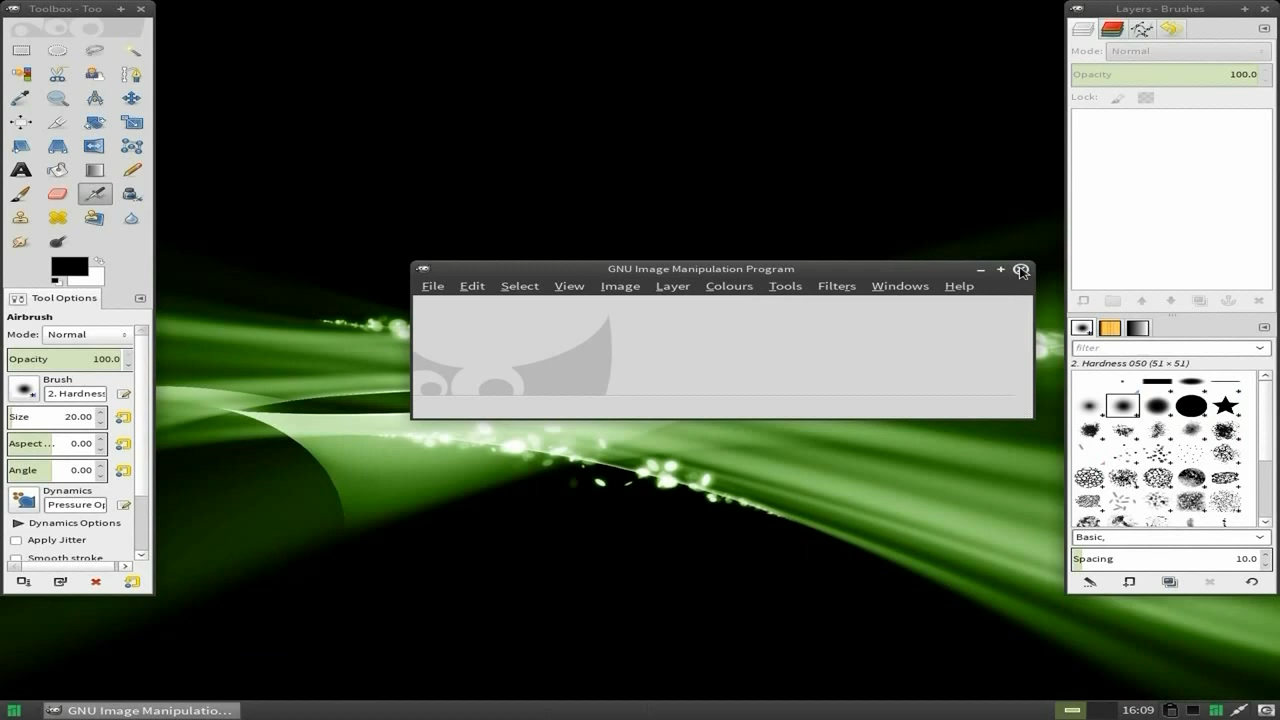 Toolbox - Too
Tool Options
Airbrush
Mode: Normal
Opacity 100.0
Brush
2. Hardness
Size 20.00
Aspect... 0.00
Angle 0.00
Dynamics
Pressure Op
Dynamics Options
Apply Jitter
Smooth stroke
GNU Image Manipulation Program
File Edit Select View Image Layer Colours Tools Filters Windows Help
Layers - Brushes
Mode: Normal
Opacity 100.0
Lock:
filter
2. Hardness 050 (51 × 51)
Basic,
Spacing 10.0
GNU Image Manipulatio...
16:09